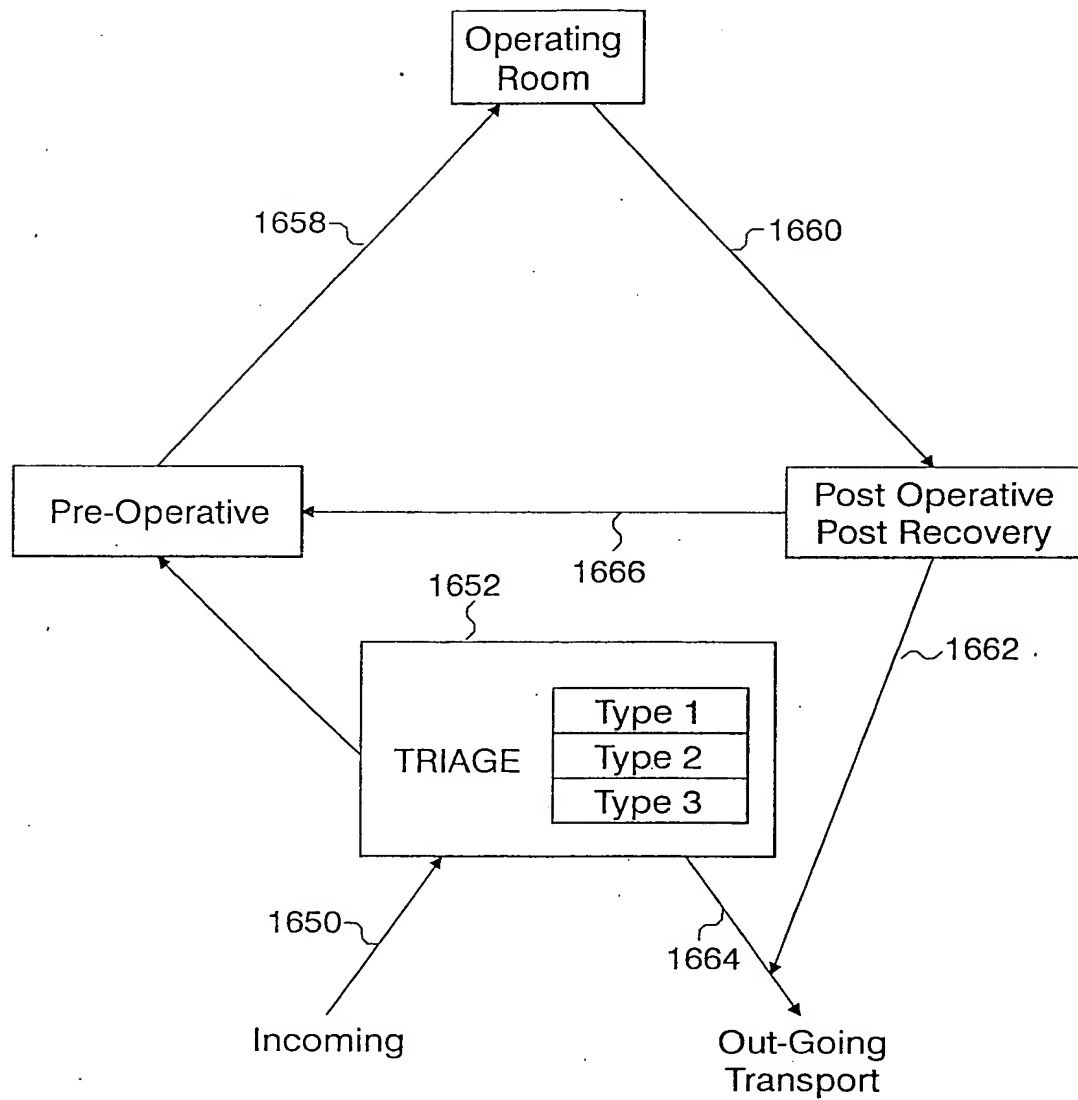 Operating
Room
1658
1660
Pre-Operative
Post Operative
Post Recovery
1666
1652
1662
TRIAGE
Type 1
Type 2
Type 3
1650
1664
Incoming
Out-Going
Transport